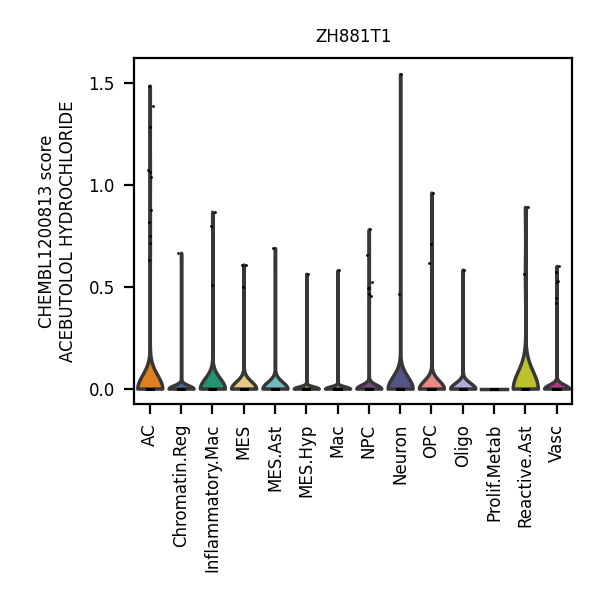 ZH881T1
CHEMBL1200813 score
ACEBUTOLOL HYDROCHLORIDE
1.5
1.0
0.5
0.0
AC
Chromatin.Reg
Inflammatory.Mac
MES
MES.Ast
MES.Hyp
Mac
NPC
Neuron
OPC
Oligo
Prolif.Metab
Reactive.Ast
Vasc